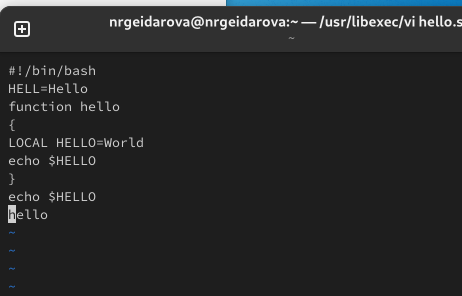 nrgeidarova@nrgeidarova:~ — /usr/libexec/vi hello.s
~
#!/bin/bash
HELL=Hello
function hello
{
LOCAL HELLO=World
echo $HELLO
}
echo $HELLO
hello
~
~
~
~